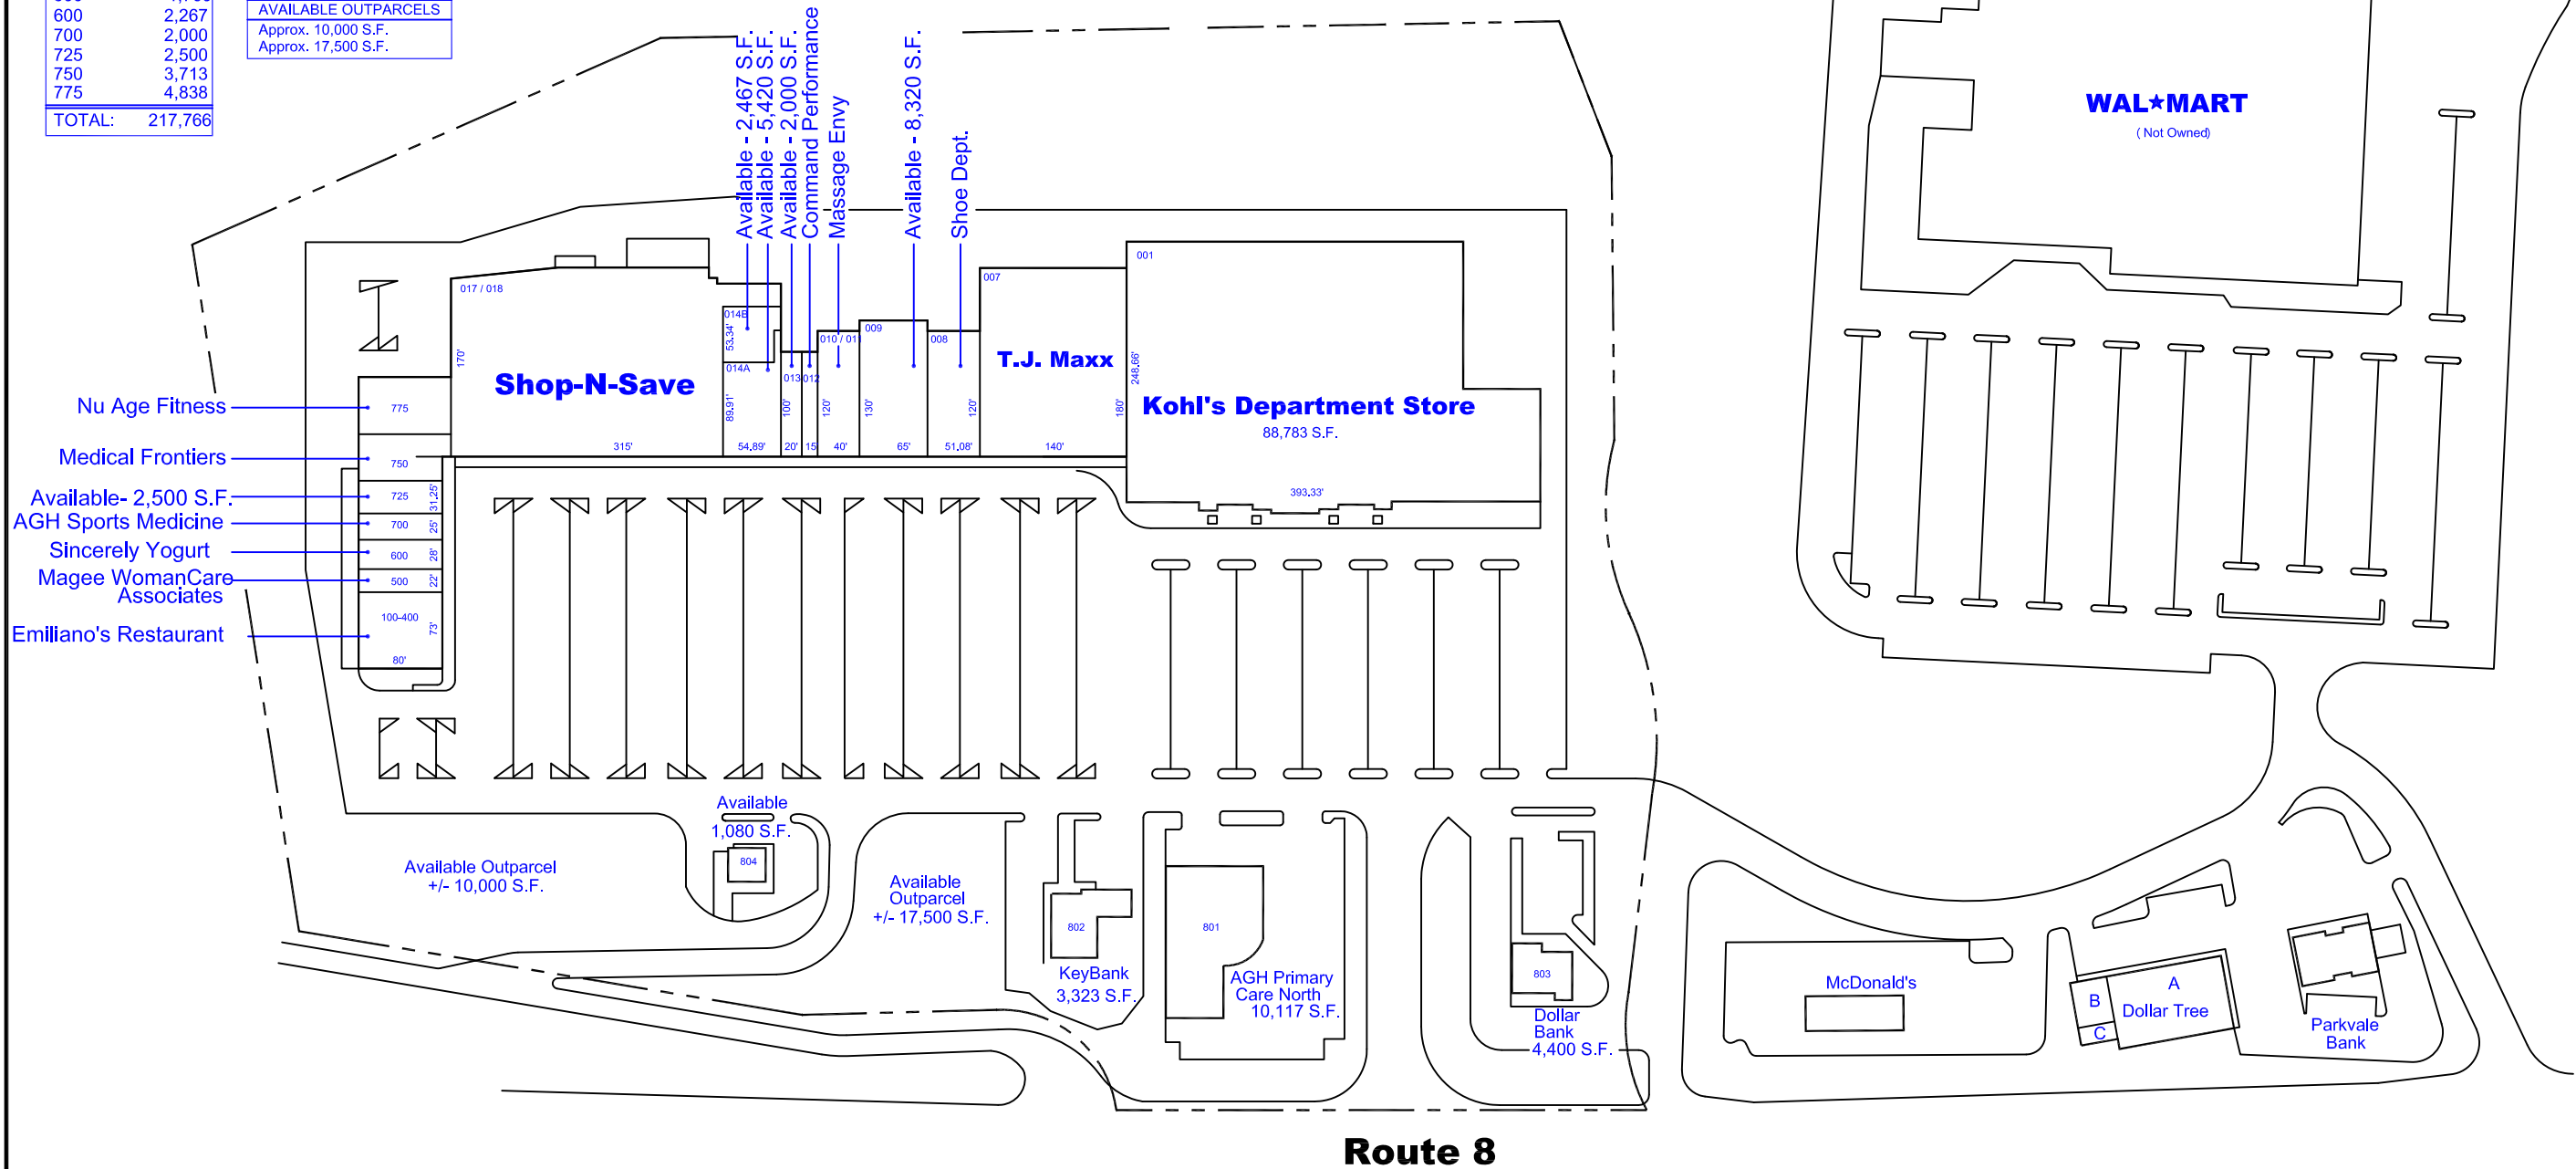 600 2,267
700 2,000
725 2,500
750 3,713
775 4,838
TOTAL: 217,766
AVAILABLE OUTPARCELS
Approx. 10,000 S.F.
Approx. 17,500 S.F.
Available - 2,467 S.F.
Available - 5,420 S.F.
Available - 2,000 S.F.
Command Performance
Massage Envy
Available - 8,320 S.F.
Shoe Dept.
WAL★MART
( Not Owned)
017 / 018
170'
Shop-N-Save
315'
014B
53.34'
014A
89.91'
54.89'
013
100'
20'
012
15'
010 / 011
120'
40'
009
130'
65'
008
120'
51.08'
007
T.J. Maxx
180'
140'
001
248.66'
Kohl's Department Store
88,783 S.F.
393.33'
Nu Age Fitness
775
Medical Frontiers
750
Available- 2,500 S.F.
725
31.25'
AGH Sports Medicine
700
25'
Sincerely Yogurt
600
28'
Magee WomanCare
Associates
500
22'
Emiliano's Restaurant
100-400
73'
80'
Available
1,080 S.F.
804
Available Outparcel
+/- 10,000 S.F.
Available
Outparcel
+/- 17,500 S.F.
802
KeyBank
3,323 S.F.
801
AGH Primary
Care North
10,117 S.F.
803
Dollar
Bank
4,400 S.F.
McDonald's
A
B
C
Dollar Tree
Parkvale
Bank
Route 8